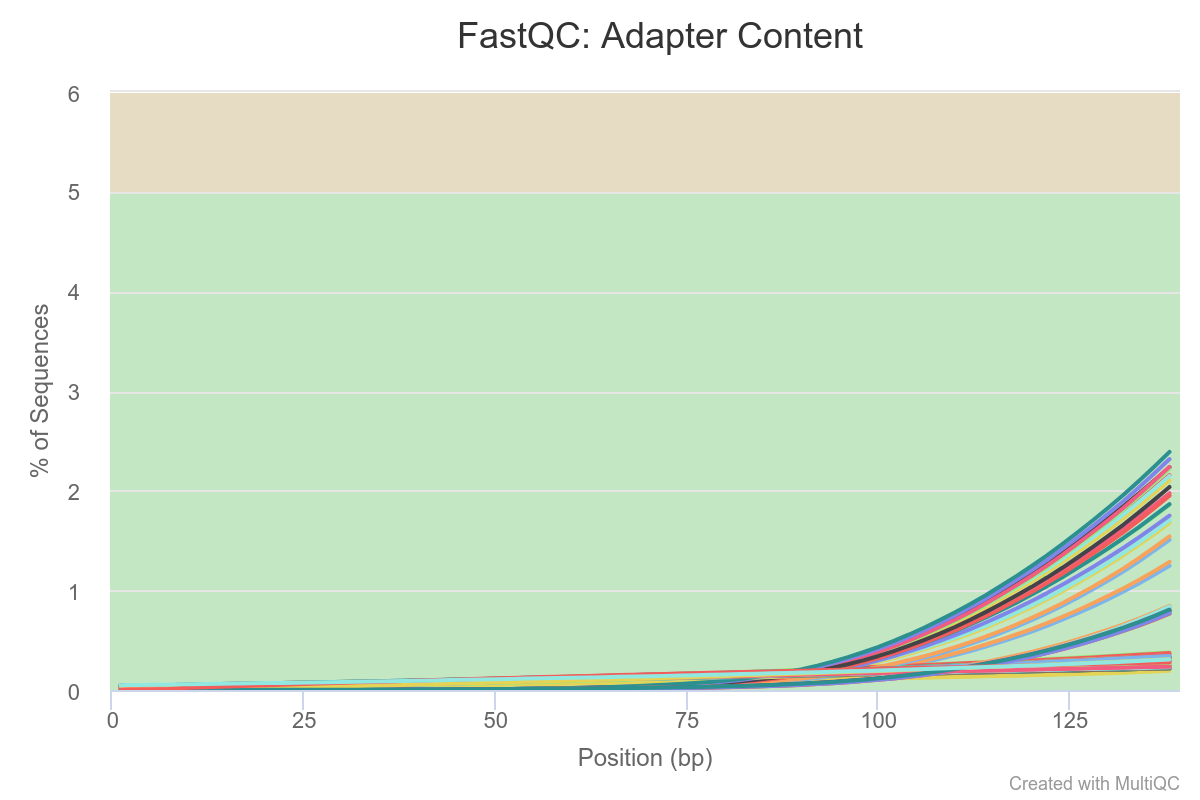 FastQC: Adapter Content
% of Sequences
6
5
4
3
2
1
0
0 25 50 75 100 125
Position (bp)
Created with MultiQC